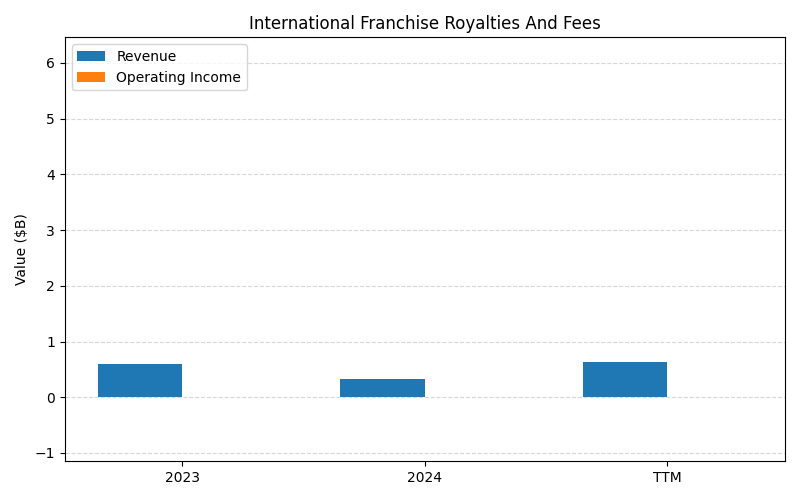 International Franchise Royalties And Fees
Revenue
Operating Income
Value ($B)
6
5
4
3
2
1
0
−1
2023 2024 TTM